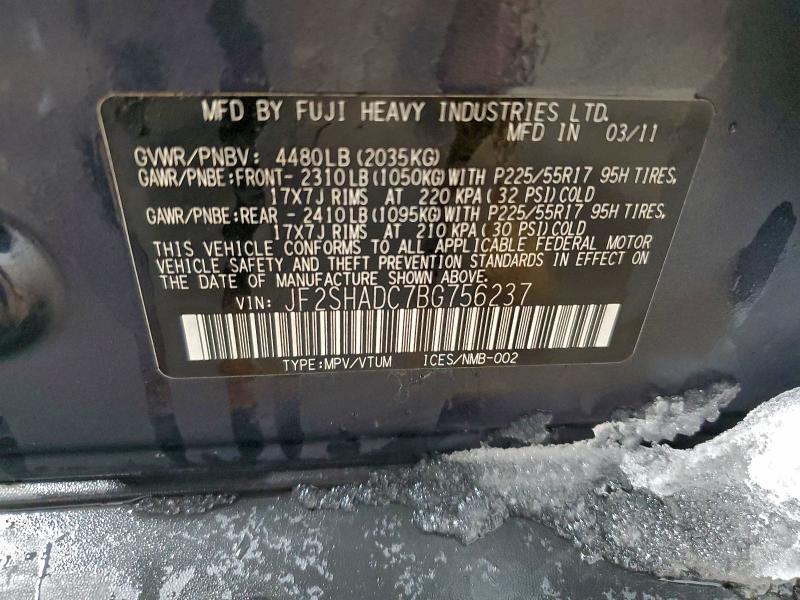 MFD BY FUJI HEAVY INDUSTRIES LTD.
MFD IN 03/11
GVWR/PNBV: 4480LB (2035KG)
GAWR/PNBE:FRONT-2310LB(1050KG)WITH P225/55R17 95H TIRES,
17X7J RIMS AT 220 KPA(32 PSI)COLD
GAWR/PNBE:REAR -2410LB(1095KG)WITH P225/55R17 95H TIRES,
17X7J RIMS AT 210 KPA(30 PSI)COLD
THIS VEHICLE CONFORMS TO ALL APPLICABLE FEDERAL MOTOR
VEHICLE SAFETY AND THEFT PREVENTION STANDARDS IN EFFECT ON
THE DATE OF MANUFACTURE SHOWN ABOVE.
VIN: JF2SHADC7BG756237
TYPE:MPV/VTUM ICES/NMB-002